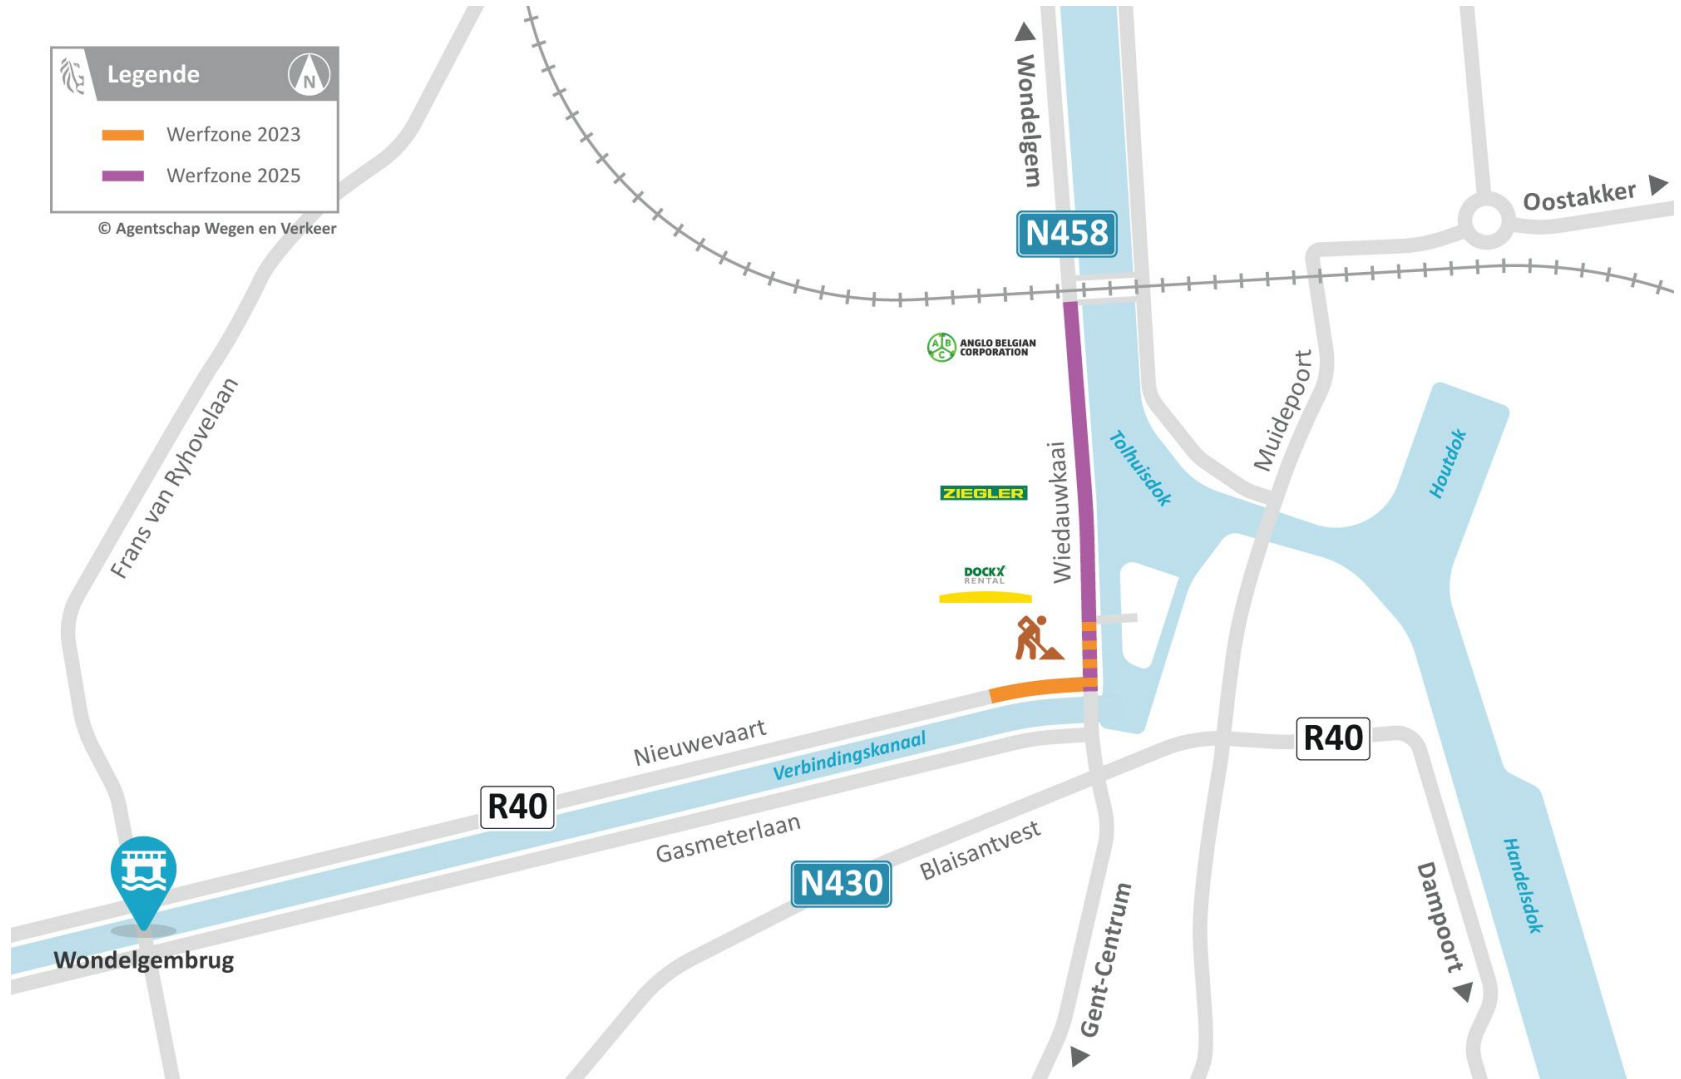 Legende
N
Werfzone 2023
Werfzone 2025
© Agentschap Wegen en Verkeer
Wondelgem
N458
Oostakker
ABC
ANGLO BELGIAN
CORPORATION
Frans van Ryhovelaan
Muidepoort
Tolhuisdok
Houtdok
Wiedauwkaai
ZIEGLER
DOCKX
RENTAL
Nieuwevaart
Verbindingskanaal
R40
R40
Gasmeterlaan
Blaisantvest
N430
Handelsdok
Dampoort
Gent-Centrum
Wondelgembrug